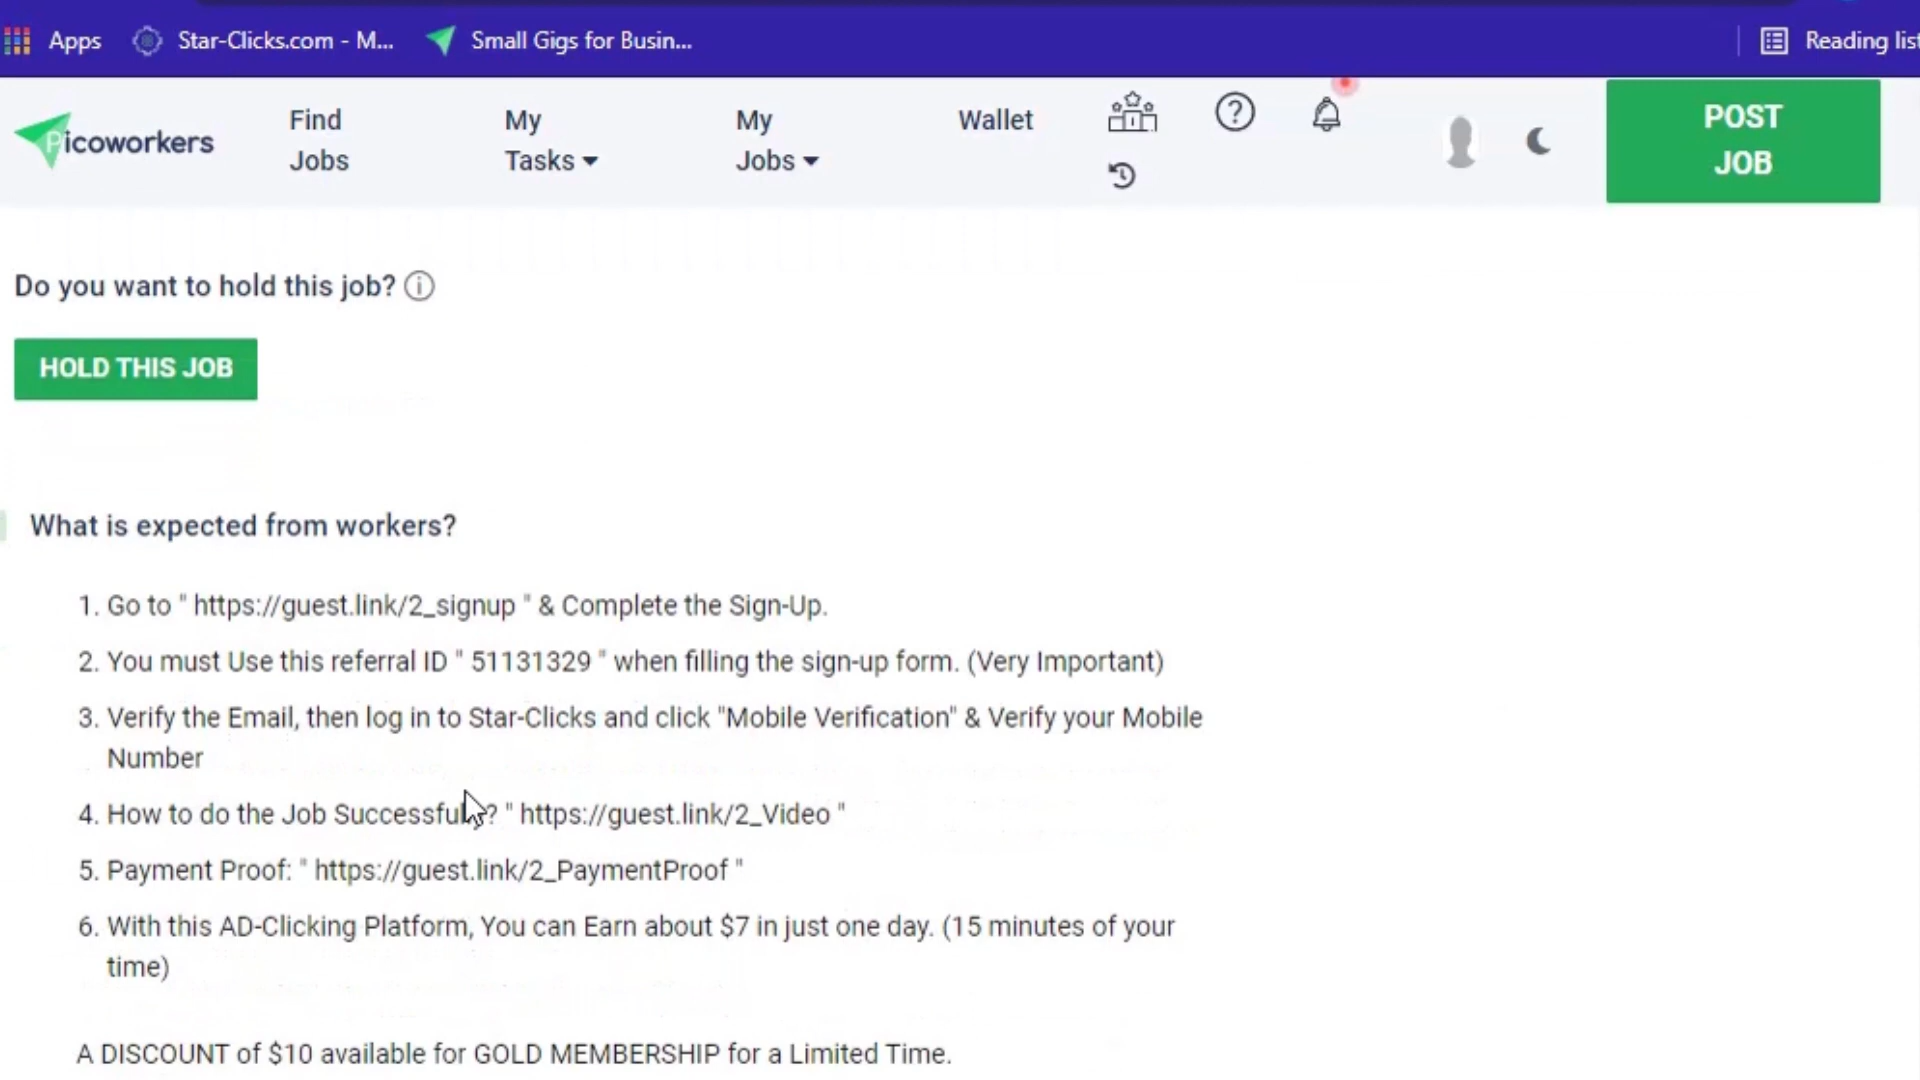 Apps Star-Clicks.com - M... Small Gigs for Busin... Reading list
Picoworkers Find Jobs My Tasks My Jobs Wallet POST JOB
Do you want to hold this job?
HOLD THIS JOB
What is expected from workers?
1. Go to " https://guest.link/2_signup " & Complete the Sign-Up.
2. You must Use this referral ID " 51131329 " when filling the sign-up form. (Very Important)
3. Verify the Email, then log in to Star-Clicks and click "Mobile Verification" & Verify your Mobile
Number
4. How to do the Job Successfully? " https://guest.link/2_Video "
5. Payment Proof: " https://guest.link/2_PaymentProof "
6. With this AD-Clicking Platform, You can Earn about $7 in just one day. (15 minutes of your
time)
A DISCOUNT of $10 available for GOLD MEMBERSHIP for a Limited Time.